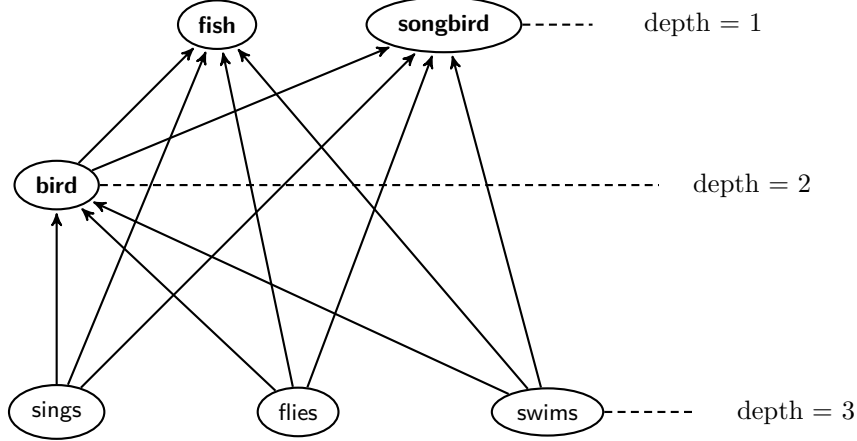 fish songbird depth = 1
bird depth = 2
sings flies swims depth = 3